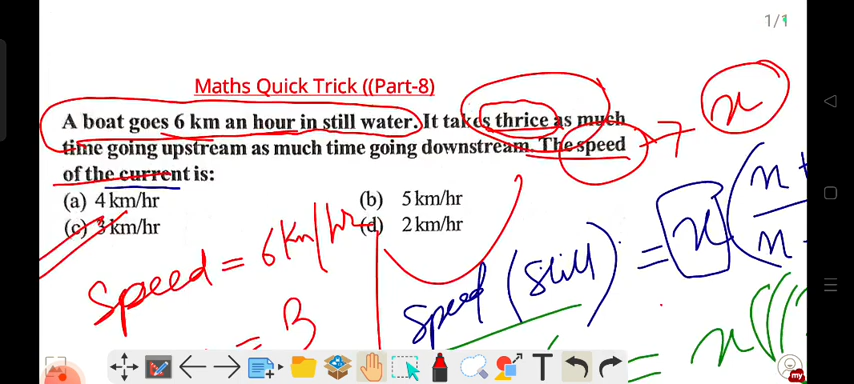 1/1
Maths Quick Trick ((Part-8)
A boat goes 6 km an hour in still water. It takes thrice as much
time going upstream as much time going downstream. The speed
of the current is:
(a) 4 km/hr (b) 5 km/hr
(c) 3 km/hr (d) 2 km/hr
x
Speed = 6 km/hr
Speed (Still) = x (n+
n-
= 3
= x
T
my